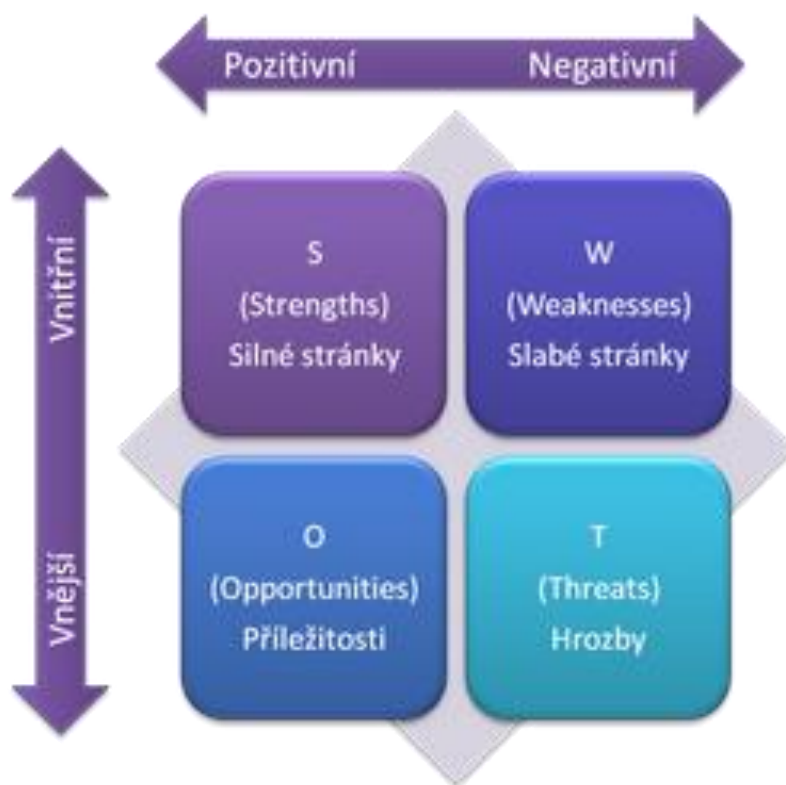 Pozitivní Negativní
Vnitřní
S
(Strengths)
Silné stránky
W
(Weaknesses)
Slabé stránky
Vnější
O
(Opportunities)
Příležitosti
T
(Threats)
Hrozby